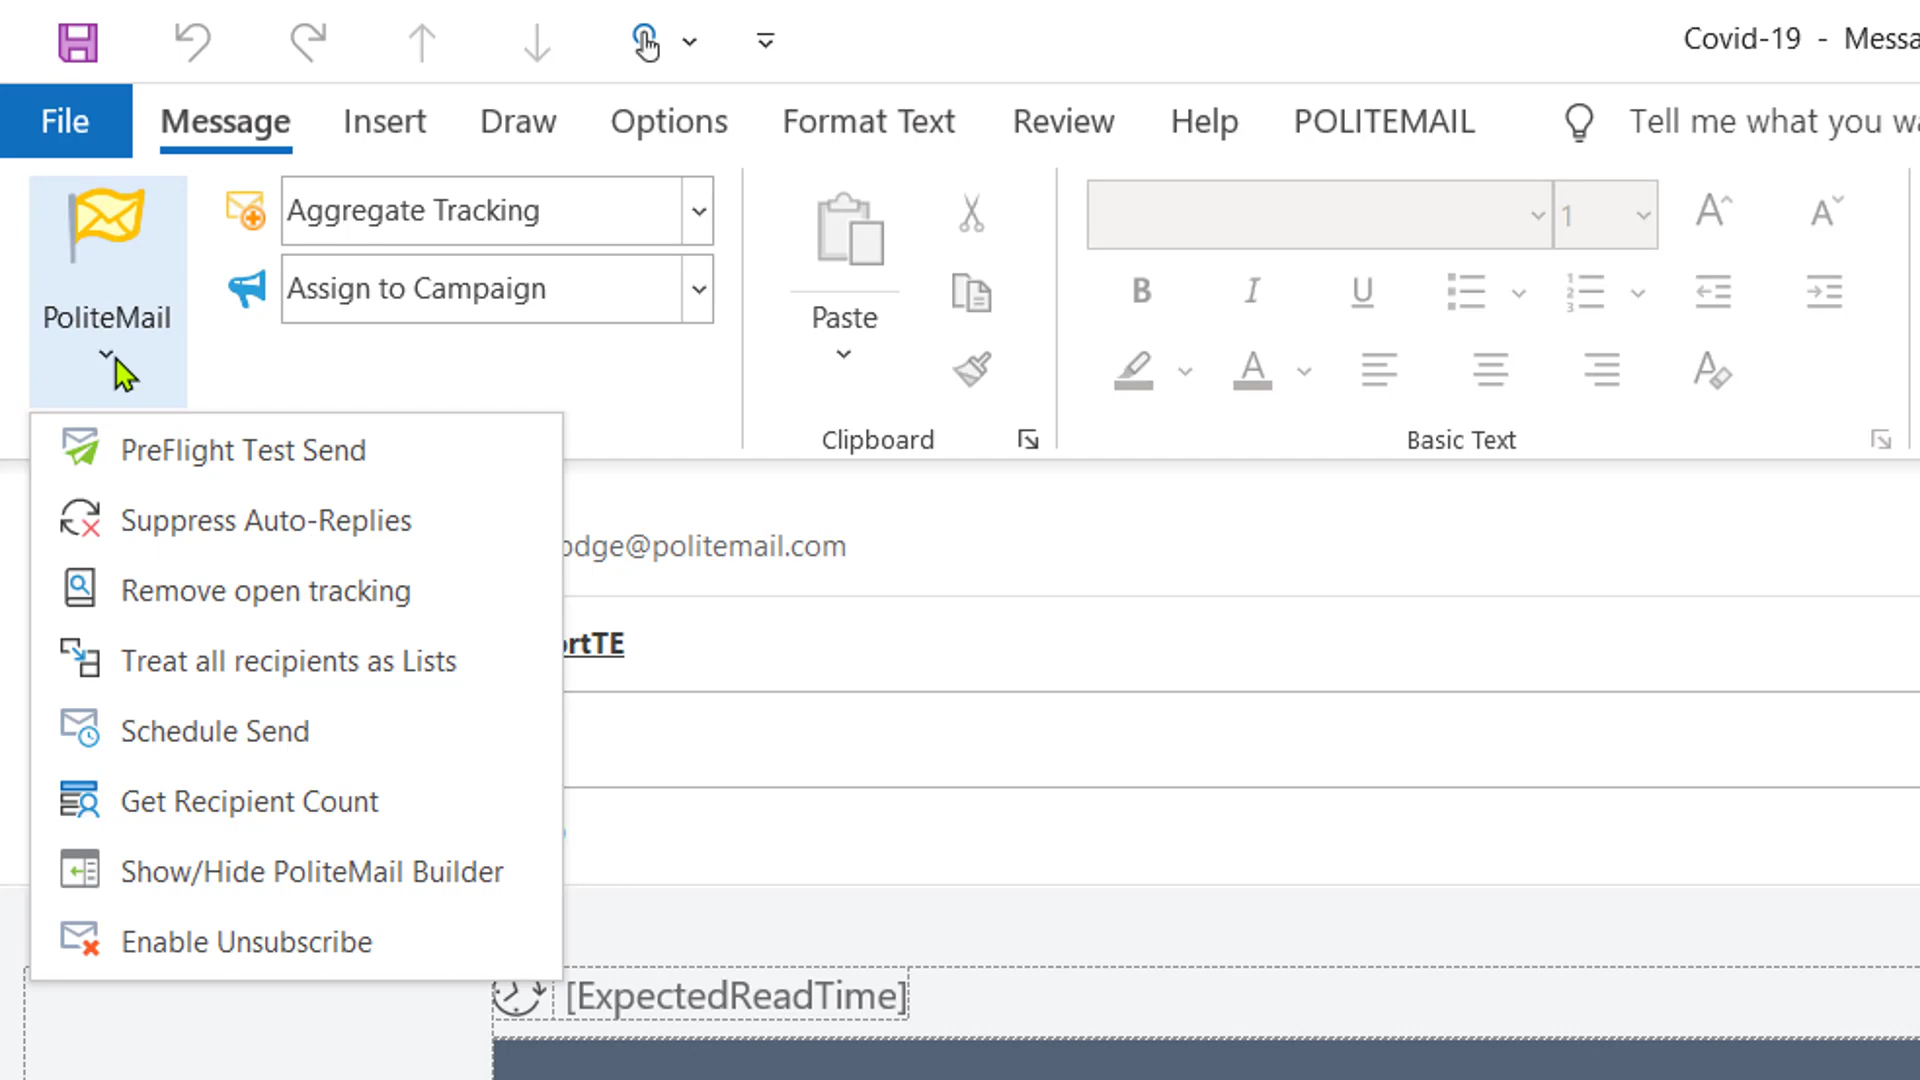 Covid-19 - Messa
File Message Insert Draw Options Format Text Review Help POLITEMAIL Tell me what you wa
PoliteMail
Aggregate Tracking
Assign to Campaign
Paste
Clipboard
1
B I U
Basic Text
PreFlight Test Send
Suppress Auto-Replies
Remove open tracking
Treat all recipients as Lists
Schedule Send
Get Recipient Count
Show/Hide PoliteMail Builder
Enable Unsubscribe
odge@politemail.com
ortTE
[ExpectedReadTime]